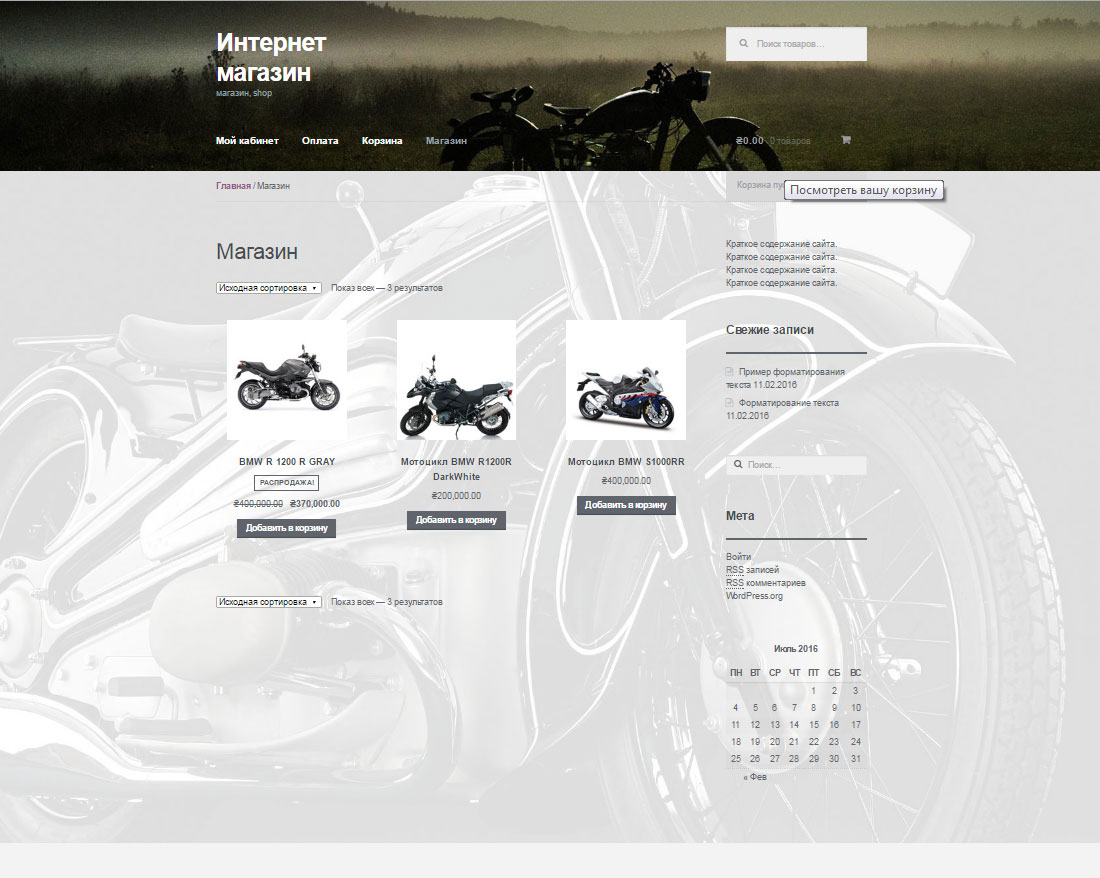 Интернет
магазин
магазин, shop
Поиск товаров…
Мой кабинет Оплата Корзина Магазин
₴0.00 0 товаров
Главная / Магазин
Корзина
Посмотреть вашу корзину
Магазин
Исходная сортировка Показ всех — 3 результатов
BMW R 1200 R GRAY
РАСПРОДАЖА!
₴400,000.00 ₴370,000.00
Добавить в корзину
Мотоцикл BMW R1200R
DarkWhite
₴200,000.00
Добавить в корзину
Мотоцикл BMW S1000RR
₴400,000.00
Добавить в корзину
Исходная сортировка Показ всех — 3 результатов
Краткое содержание сайта.
Краткое содержание сайта.
Краткое содержание сайта.
Краткое содержание сайта.
Свежие записи
Пример форматирования
текста 11.02.2016
Форматирование текста
11.02.2016
Поиск…
Мета
Войти
RSS записей
RSS комментариев
WordPress.org
Июль 2016
ПН ВТ СР ЧТ ПТ СБ ВС
1 2 3
4 5 6 7 8 9 10
11 12 13 14 15 16 17
18 19 20 21 22 23 24
25 26 27 28 29 30 31
« Фев